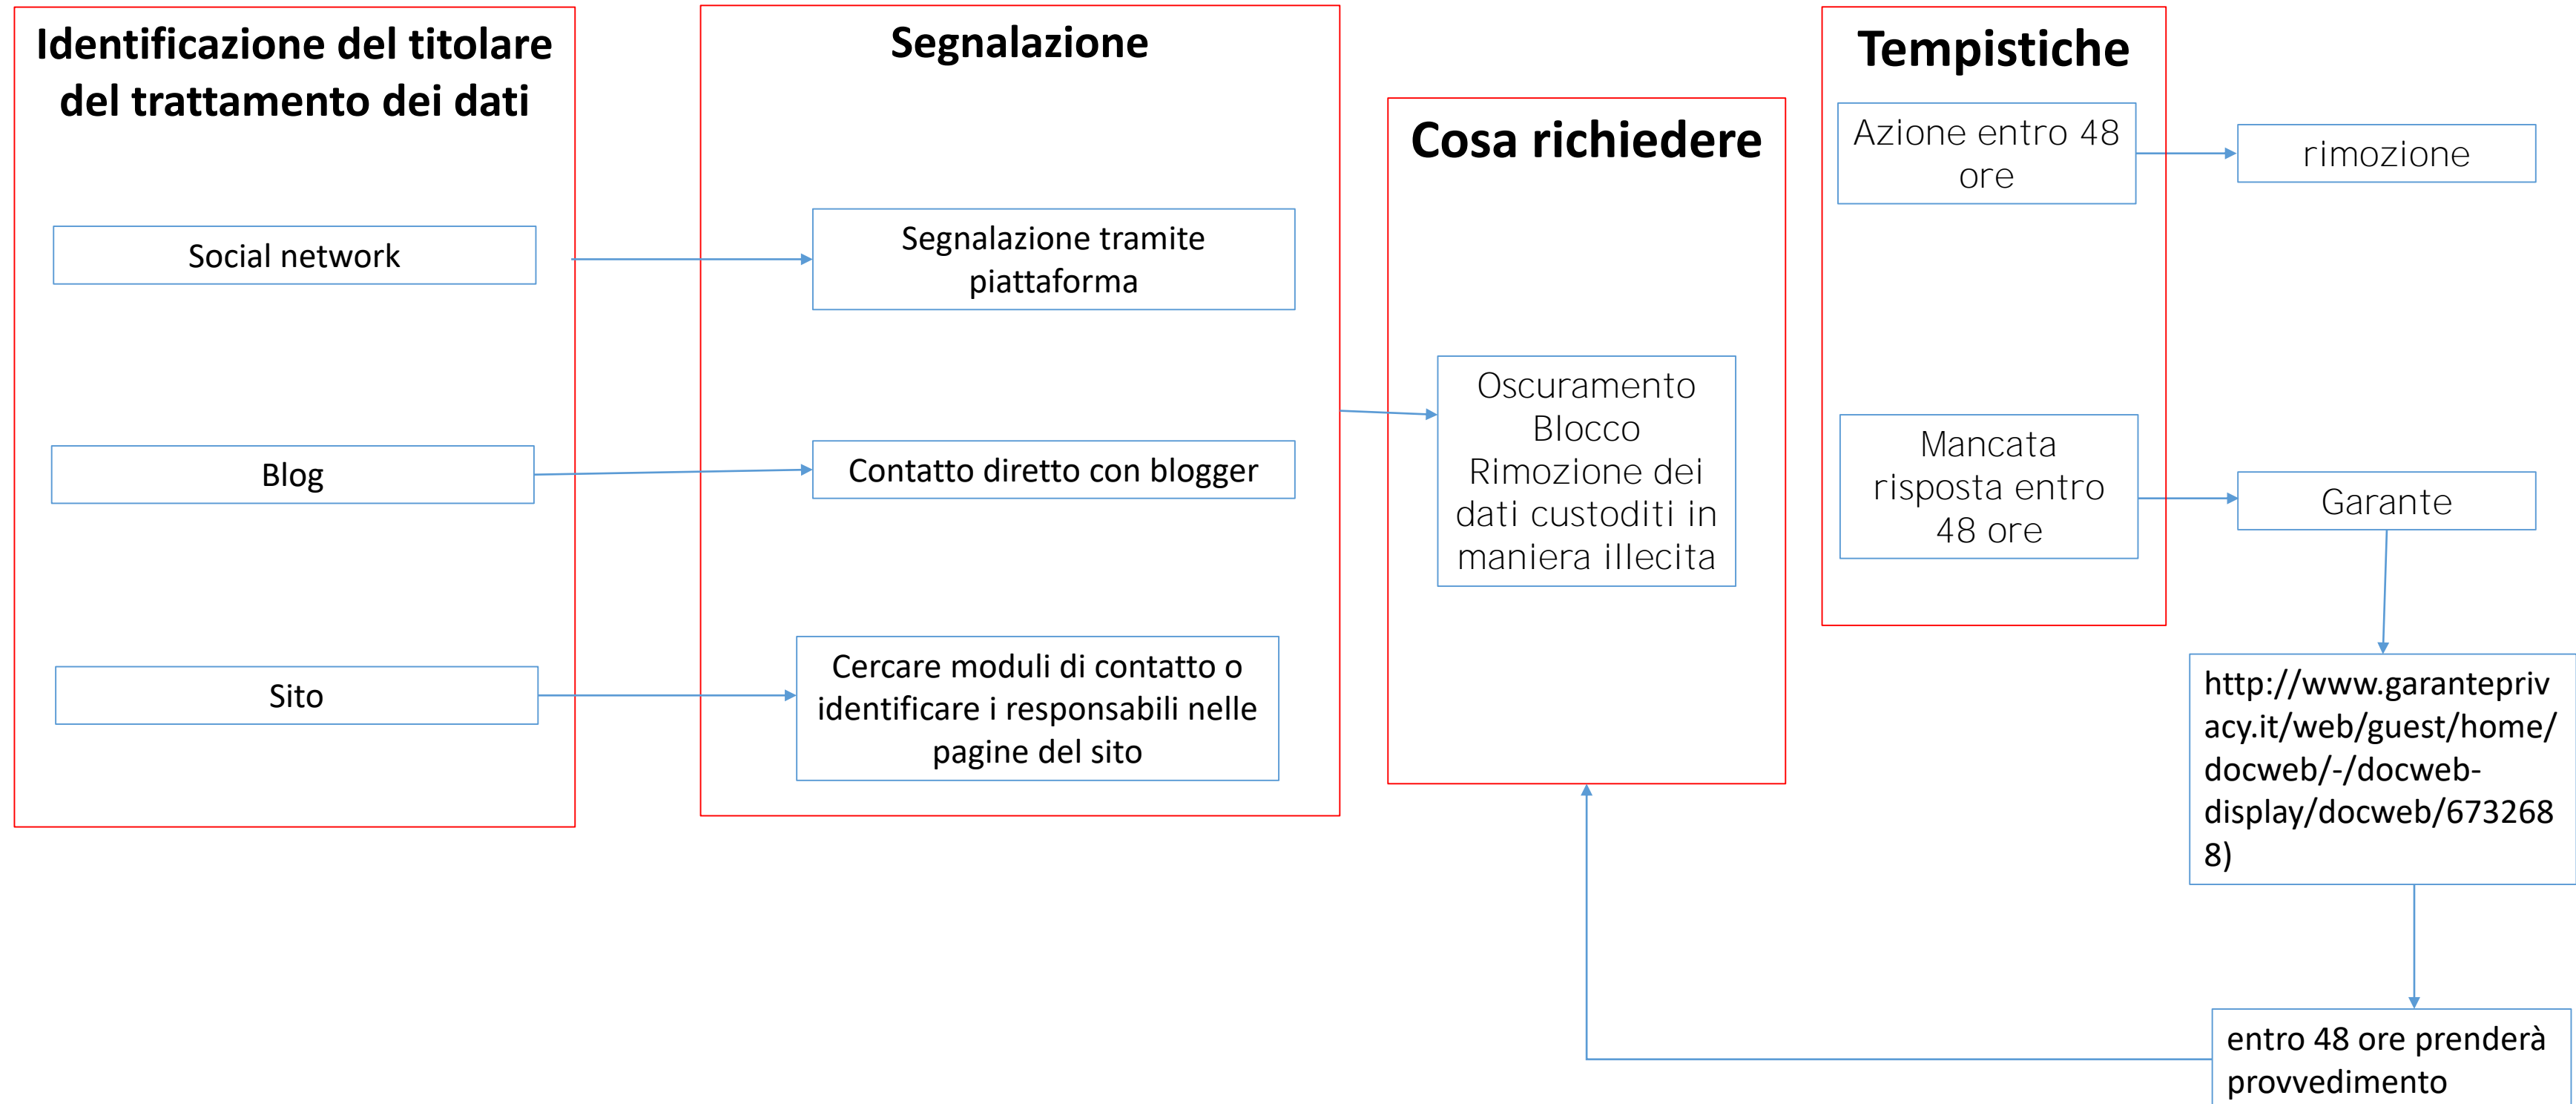 Identificazione del titolare
del trattamento dei dati
Social network
Blog
Sito
Segnalazione
Segnalazione tramite
piattaforma
Contatto diretto con blogger
Cercare moduli di contatto o
identificare i responsabili nelle
pagine del sito
Cosa richiedere
Oscuramento
Blocco
Rimozione dei
dati custoditi in
maniera illecita
Tempistiche
Azione entro 48
ore
Mancata
risposta entro
48 ore
rimozione
Garante
http://www.garantepriv
acy.it/web/guest/home/
docweb/-/docweb-
display/docweb/673268
8)
entro 48 ore prenderà
provvedimento